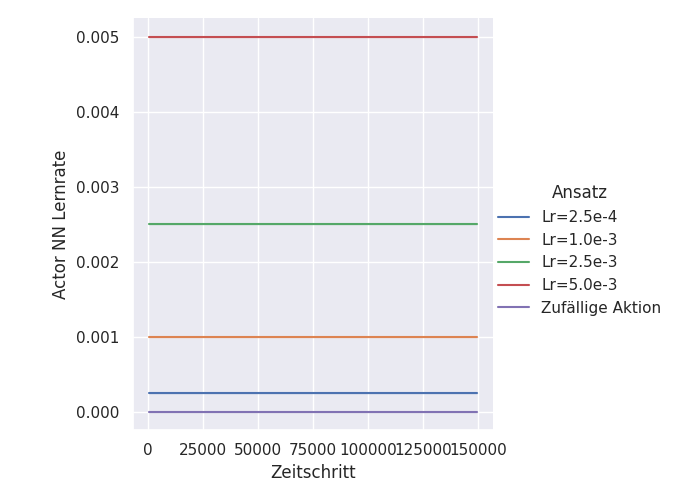 0.005
0.004
0.003
0.002
0.001
0.000
Actor NN Lernrate
0 25000 50000 75000 100000 125000 150000
Zeitschritt
Ansatz
Lr=2.5e-4
Lr=1.0e-3
Lr=2.5e-3
Lr=5.0e-3
Zufällige Aktion